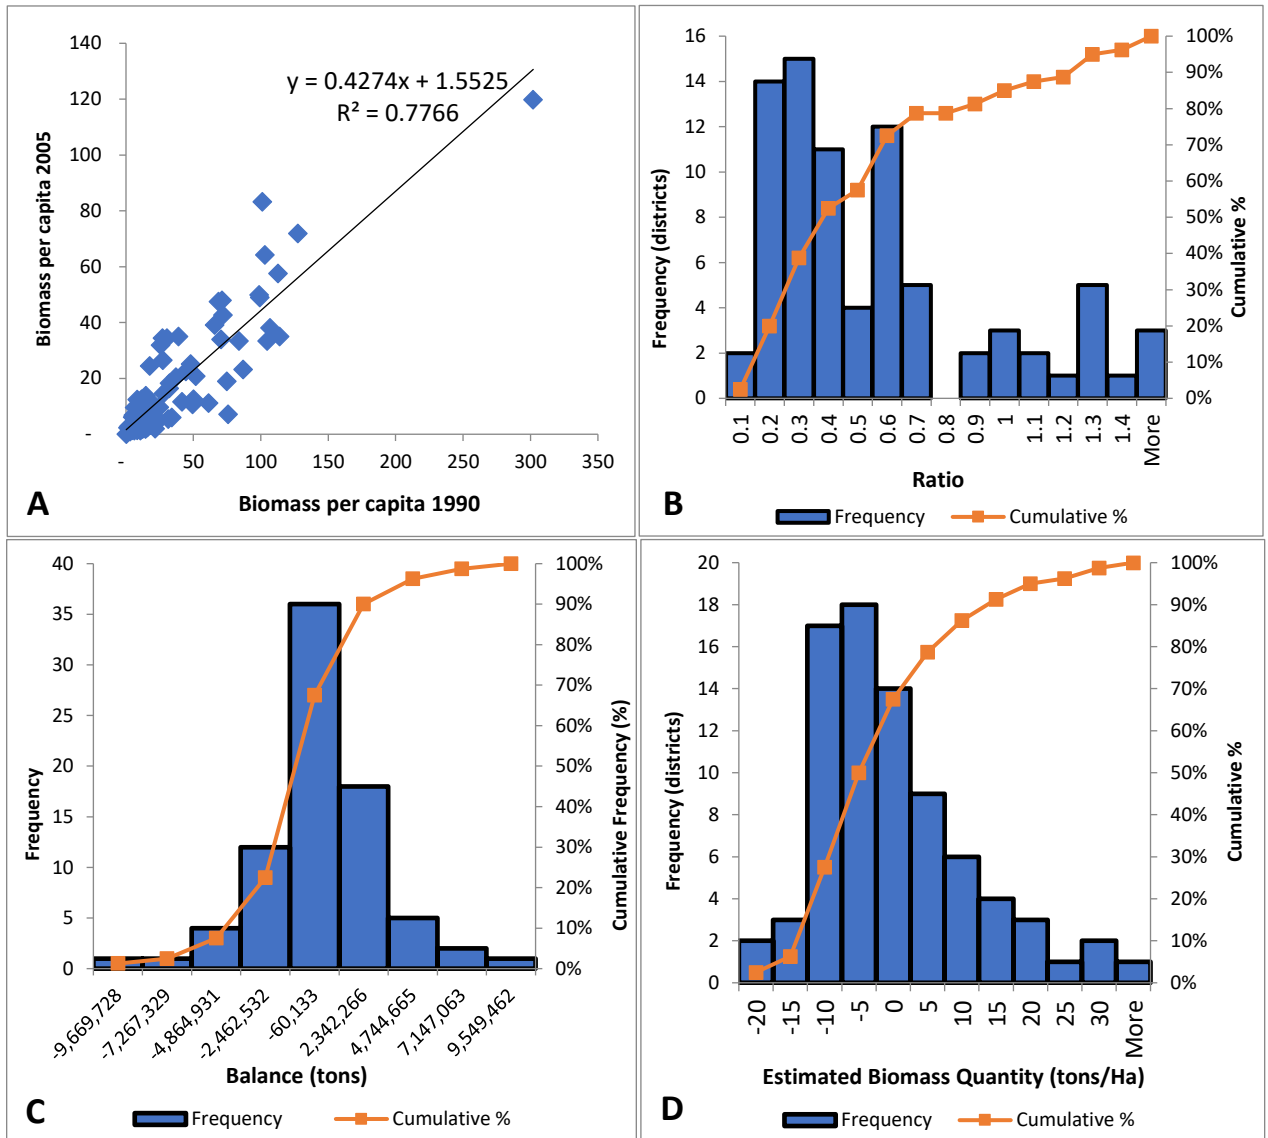 140
120
100
80
60
40
20
-
Biomass per capita 2005
y = 0.4274x + 1.5525
R² = 0.7766
- 50 100 150 200 250 300 350
Biomass per capita 1990
A
16
14
12
10
8
6
4
2
0
Frequency (districts)
100%
90%
80%
70%
60%
50%
40%
30%
20%
10%
0%
Cumulative %
0.1 0.2 0.3 0.4 0.5 0.6 0.7 0.8 0.9 1 1.1 1.2 1.3 1.4 More
Ratio
B
Frequency Cumulative %
40
35
30
25
20
15
10
5
0
Frequency
100%
90%
80%
70%
60%
50%
40%
30%
20%
10%
0%
Cumulative Frequency (%)
-9,669,728 -7,267,329 -4,864,931 -2,462,532 -60,133 2,342,266 4,744,665 7,147,063 9,549,462
Balance (tons)
C
Frequency Cumulative %
20
18
16
14
12
10
8
6
4
2
0
Frequency (districts)
100%
90%
80%
70%
60%
50%
40%
30%
20%
10%
0%
Cumulative %
-20 -15 -10 -5 0 5 10 15 20 25 30 More
Estimated Biomass Quantity (tons/Ha)
D
Frequency Cumulative %